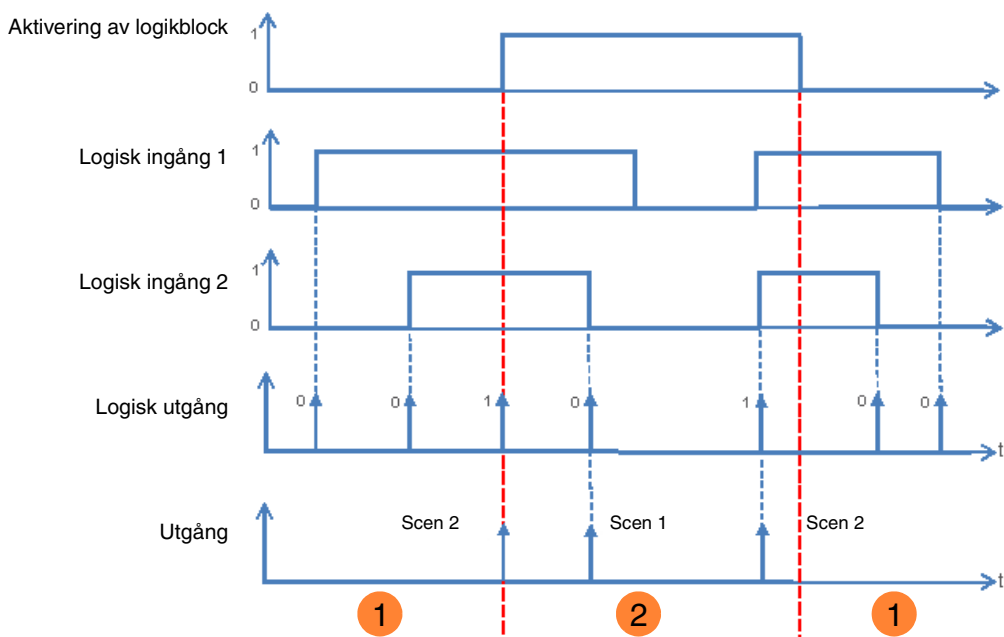 Aktivering av logikblock
1
0
Logisk ingång 1
1
0
Logisk ingång 2
1
0
Logisk utgång
0 0 1 0 1 0 0
t
Utgång
Scen 2 Scen 1 Scen 2
t
1 2 1